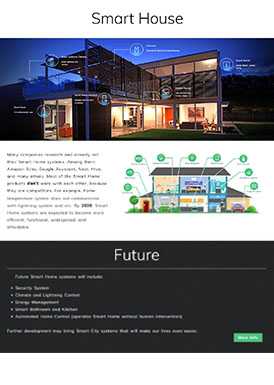 Smart House
Many companies research and already sell
their Smart Home systems. Among them:
Amazon Echo, Google Assistant, Nest, Hive,
and many others. Most of the Smart Home
products don't work with each other, because
they are competitors. For example, Some
temperature system does not communicate
with lightning system and etc. By 2030 Smart
Home systems are expected to become more
efficient, functional, widespread, and
affordable.
Future
Future Smart Home systems will include:
Security System
Climate and Lightning Control
Energy Management
Smart Bathroom and Kitchen
Automated Home Control (operates Smart Home without human intervention)
Further development may bring Smart City systems that will make our lives even easier.
More Info